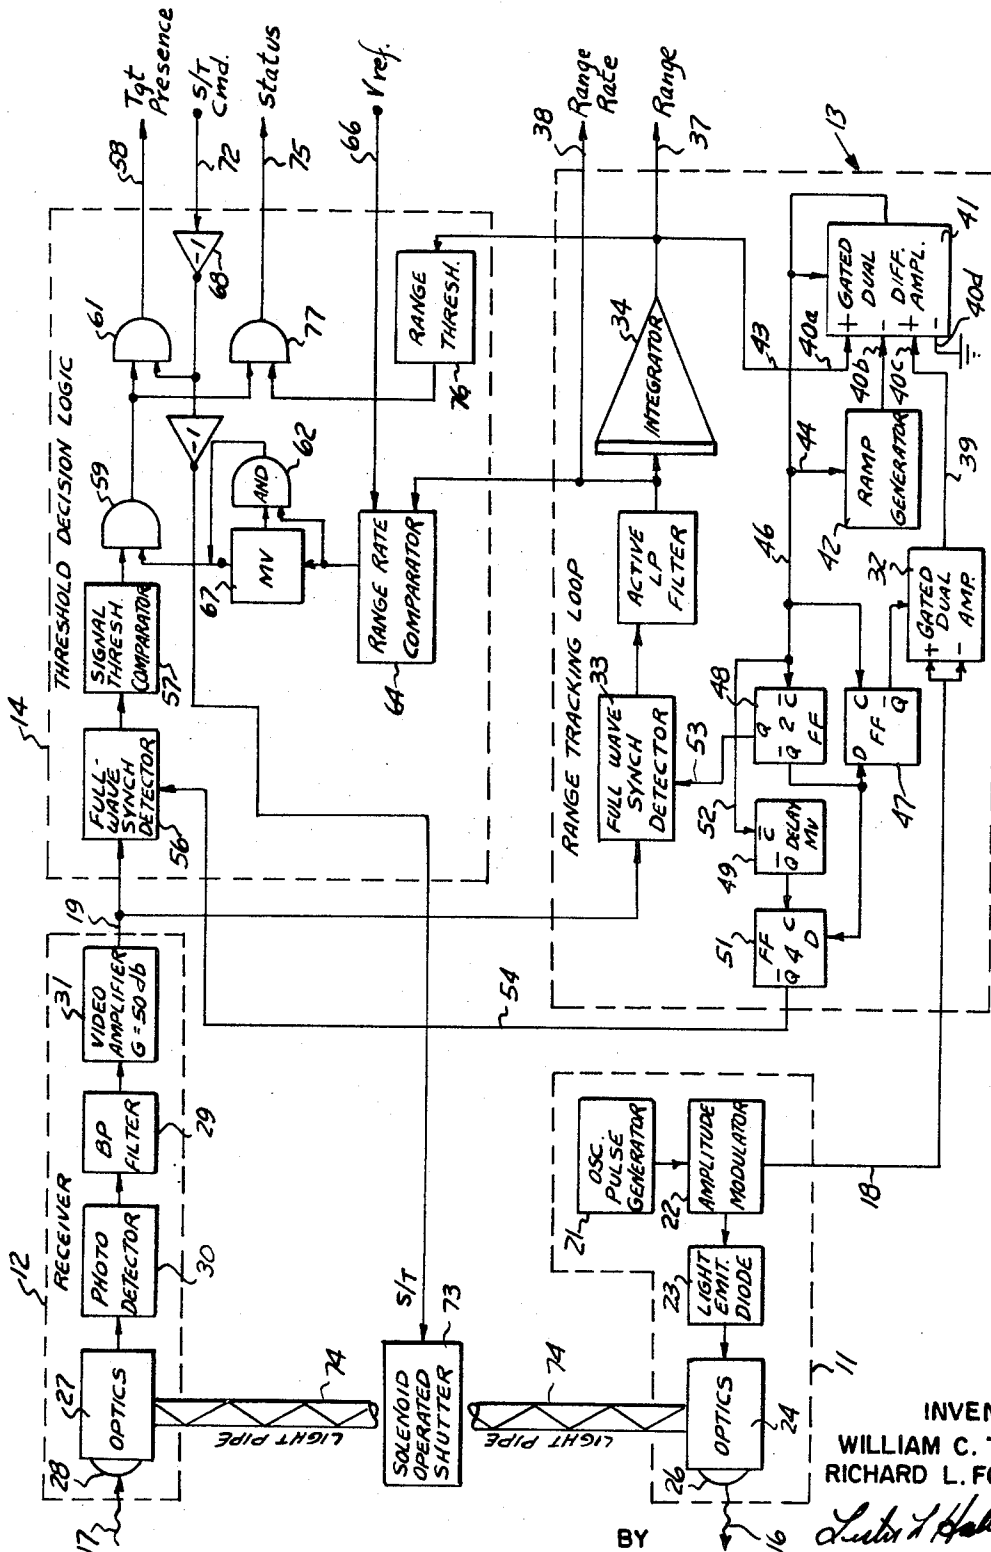 12
RECEIVER
17
28
27
OPTICS
PHOTO
DETECTOR
30
BP
FILTER
29
31
VIDEO
AMPLIFIER
G = 50 db
19
14
THRESHOLD DECISION LOGIC
FULL-
WAVE
SYNCH
DETECTOR
56
SIGNAL
THRESH.
COMPARATOR
57
59
61
58
Tgt
Presence
-1
68
72
S/T
Cmd.
-1
77
75
Status
MV
67
AND
62
RANGE
THRESH.
76
66
Vref.
RANGE RATE
COMPARATOR
64
LIGHT PIPE
74
S/T
SOLENOID
OPERATED
SHUTTER
73
LIGHT PIPE
74
54
RANGE TRACKING LOOP
FULL WAVE
SYNCH
DETECTOR
33
ACTIVE
LP
FILTER
INTEGRATOR
34
38
Range
Rate
37
Range
13
53
52
46
44
43
51
FF
Q 4 C
D
49
C
Q DELAY
MV
48
Q
Q 2 C
FF
D C
FF Q
47
42
RAMP
GENERATOR
40a
40b
40c
40d
+ GATED
- DUAL
+ DIFF.
- AMPL.
41
39
32
+ GATED
DUAL
- AMP.
18
11
OSC.
PULSE
GENERATOR
21
22
AMPLITUDE
MODULATOR
23
LIGHT
EMIT.
DIODE
OPTICS
24
26
16
INVEN
WILLIAM C.
RICHARD L. FO
BY